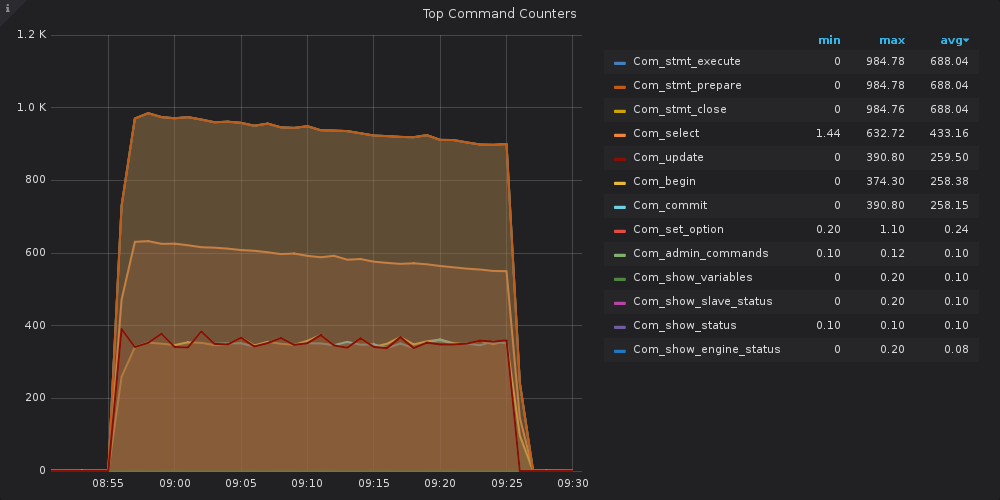 i
Top Command Counters
1.2 K
1.0 K
800
600
400
200
0
08:55 09:00 09:05 09:10 09:15 09:20 09:25 09:30
min max avg
Com_stmt_execute 0 984.78 688.04
Com_stmt_prepare 0 984.78 688.04
Com_stmt_close 0 984.76 688.04
Com_select 1.44 632.72 433.16
Com_update 0 390.80 259.50
Com_begin 0 374.30 258.38
Com_commit 0 390.80 258.15
Com_set_option 0.20 1.10 0.24
Com_admin_commands 0.10 0.12 0.10
Com_show_variables 0 0.20 0.10
Com_show_slave_status 0 0.20 0.10
Com_show_status 0.10 0.10 0.10
Com_show_engine_status 0 0.20 0.08